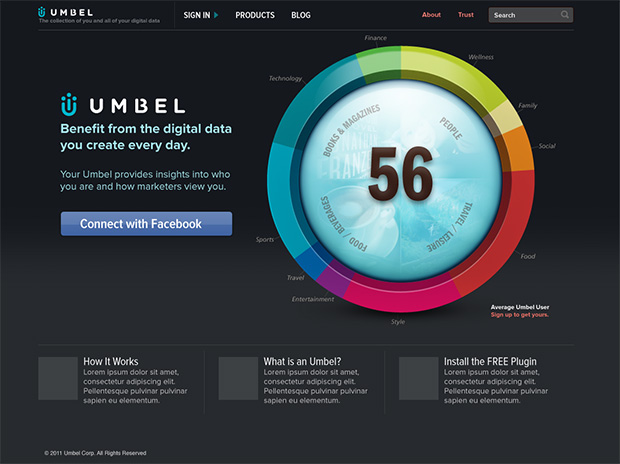 UMBEL
The collection of you and all of your digital data
SIGN IN
PRODUCTS
BLOG
About
Trust
Search
UMBEL
Benefit from the digital data
you create every day.
Your Umbel provides insights into who
you are and how marketers view you.
Connect with Facebook
Finance
Wellness
Family
Social
Food
Style
Entertainment
Travel
Sports
Technology
BOOKS & MAGAZINES
PEOPLE
TRAVEL / LEISURE
FOOD / BEVERAGES
56
Average Umbel User
Sign up to get yours.
How It Works
Lorem ipsum dolor sit amet,
consectetur adipiscing elit.
Pellentesque pulvinar pulvinar
sapien eu elementum.
What is an Umbel?
Lorem ipsum dolor sit amet,
consectetur adipiscing elit.
Pellentesque pulvinar pulvinar
sapien eu elementum.
Install the FREE Plugin
Lorem ipsum dolor sit amet,
consectetur adipiscing elit.
Pellentesque pulvinar pulvinar
sapien eu elementum.
© 2011 Umbel Corp. All Rights Reserved